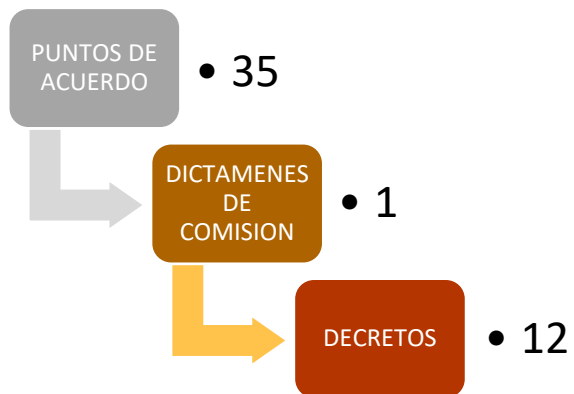 PUNTOS DE
ACUERDO
• 35
DICTAMENES
DE
COMISION
• 1
DECRETOS
• 12